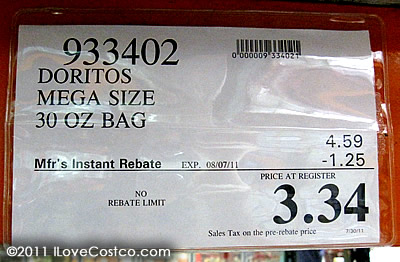 933402
0000009334021
DORITOS
MEGA SIZE
30 OZ BAG
4.59
Mfr's Instant Rebate EXP. 08/07/11 -1.25
PRICE AT REGISTER
NO
REBATE LIMIT
3.34
Sales Tax on the pre-rebate price 7/30/11
©2011 ILoveCostco.com